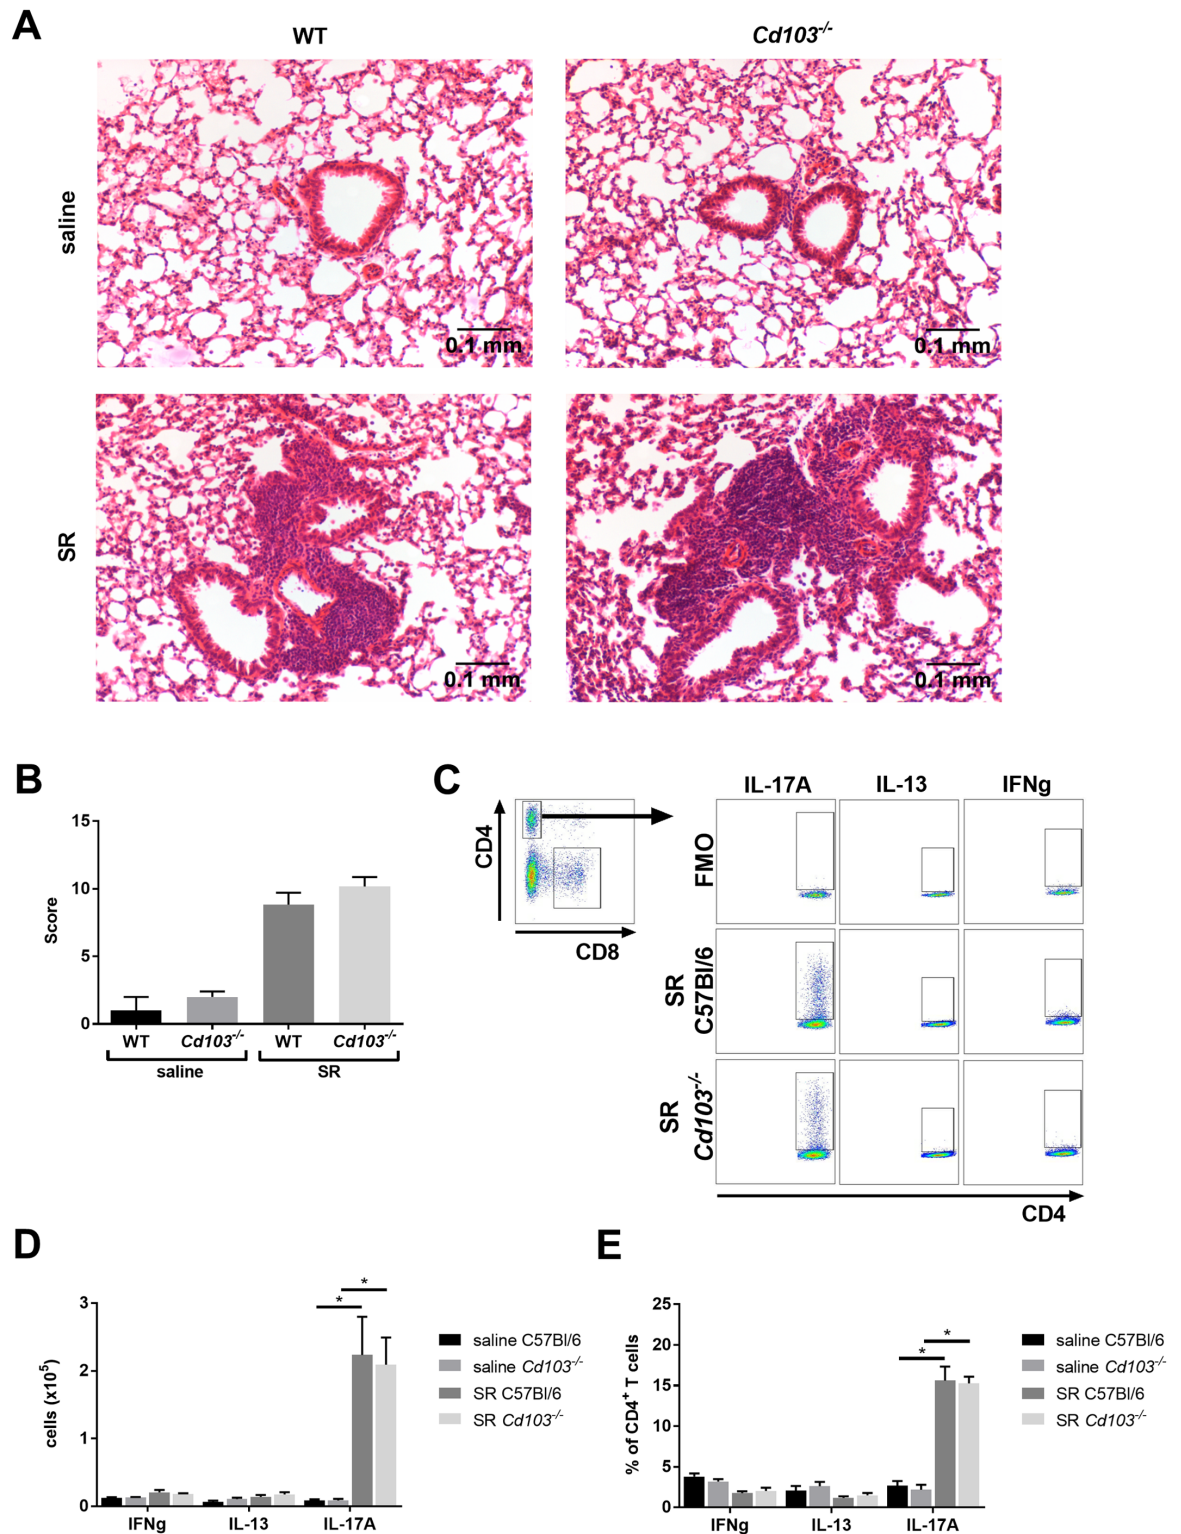 A
WT
Cd103-/-
saline
0.1 mm
0.1 mm
SR
0.1 mm
0.1 mm
B
15
10
5
0
Score
WT
Cd103-/-
WT
Cd103-/-
saline
SR
C
CD4
CD8
IL-17A
IL-13
IFNg
FMO
SR
C57Bl/6
SR
Cd103-/-
CD4
D
3
2
1
0
cells (x10⁵)
*
*
IFNg
IL-13
IL-17A
saline C57Bl/6
saline Cd103-/-
SR C57Bl/6
SR Cd103-/-
E
25
20
15
10
5
0
% of CD4⁺ T cells
*
*
IFNg
IL-13
IL-17A
saline C57Bl/6
saline Cd103-/-
SR C57Bl/6
SR Cd103-/-